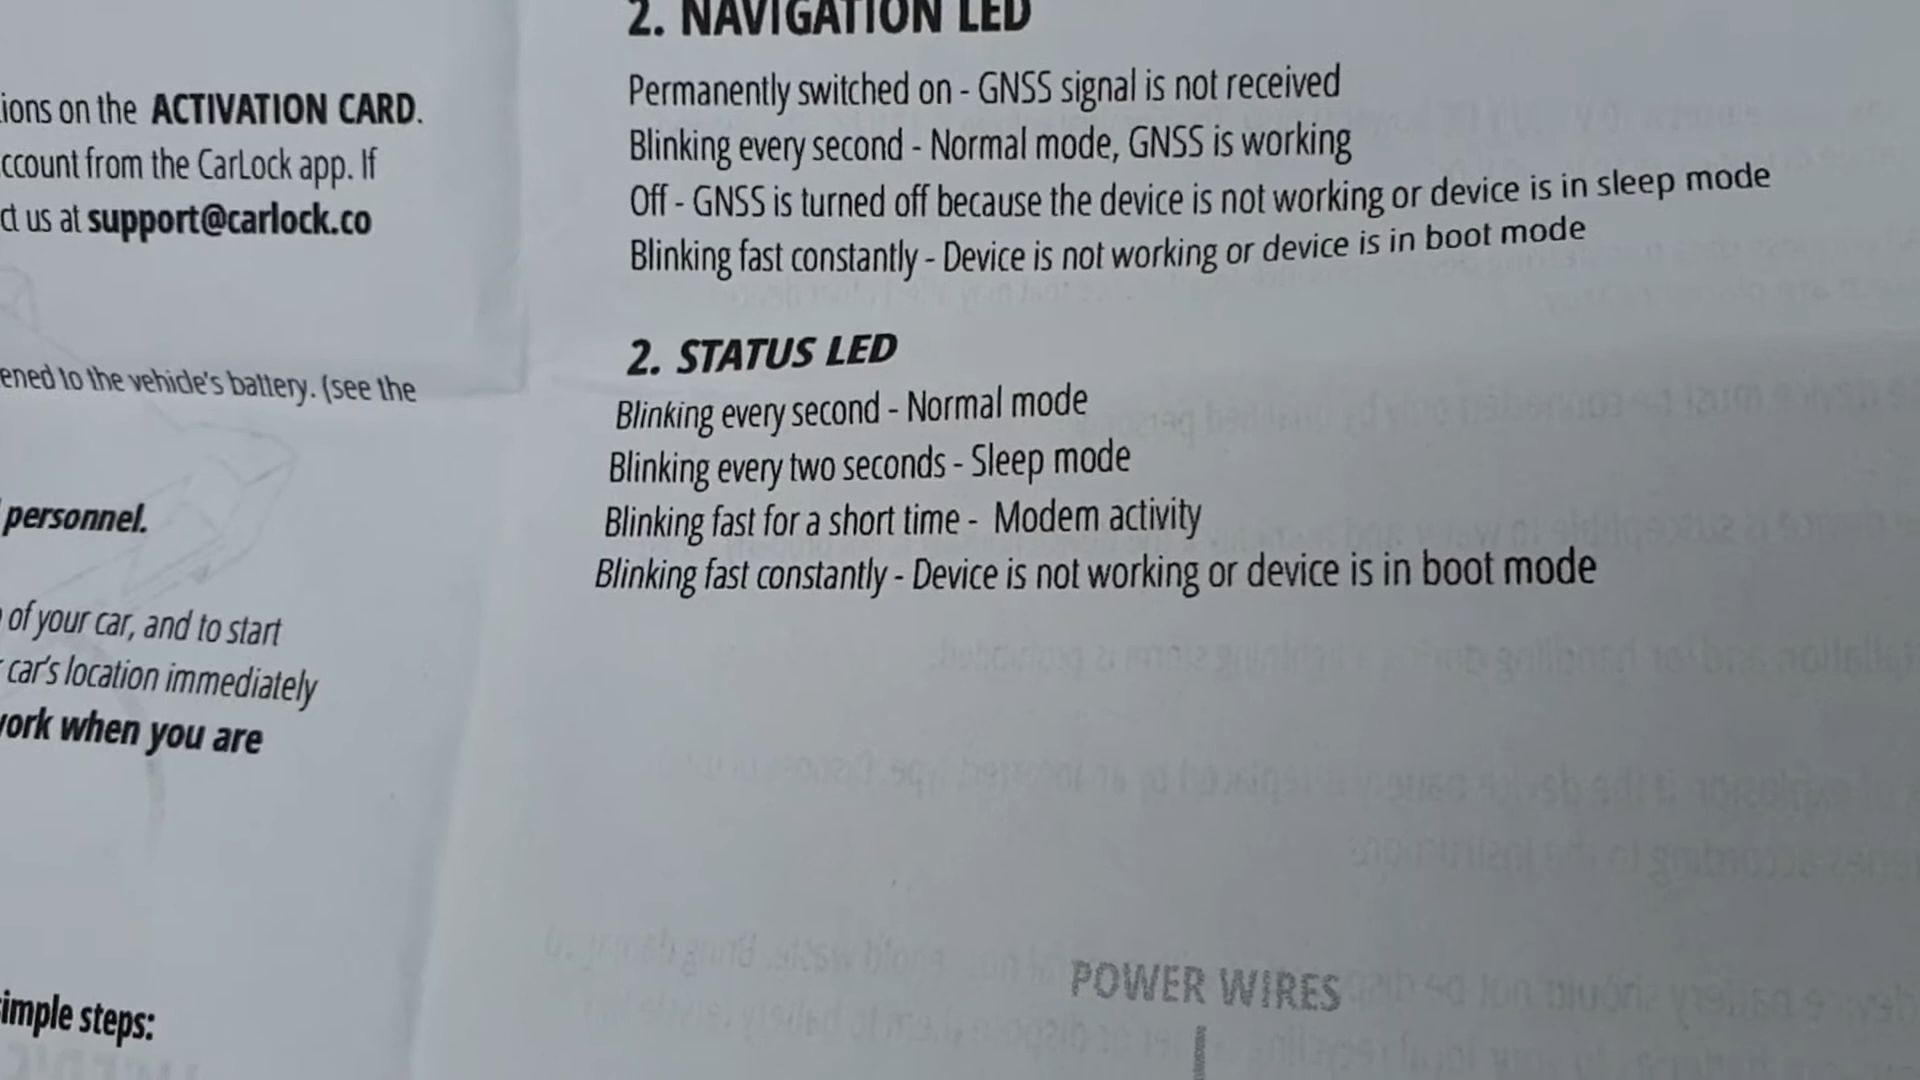 ions on the ACTIVATION CARD.
ccount from the CarLock app. If
ct us at support@carlock.co
ened to the vehicle's battery. (see the
personnel.
of your car, and to start
car's location immediately
work when you are
imple steps:
2. NAVIGATION LED
Permanently switched on - GNSS signal is not received
Blinking every second - Normal mode, GNSS is working
Off - GNSS is turned off because the device is not working or device is in sleep mode
Blinking fast constantly - Device is not working or device is in boot mode
2. STATUS LED
Blinking every second - Normal mode
Blinking every two seconds - Sleep mode
Blinking fast for a short time - Modem activity
Blinking fast constantly - Device is not working or device is in boot mode
POWER WIRES